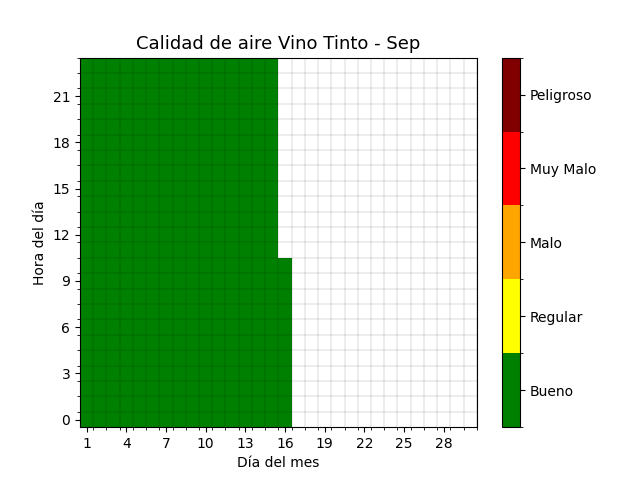 Calidad de aire Vino Tinto - Sep
Hora del día
21
18
15
12
9
6
3
0
1 4 7 10 13 16 19 22 25 28
Día del mes
Peligroso
Muy Malo
Malo
Regular
Bueno